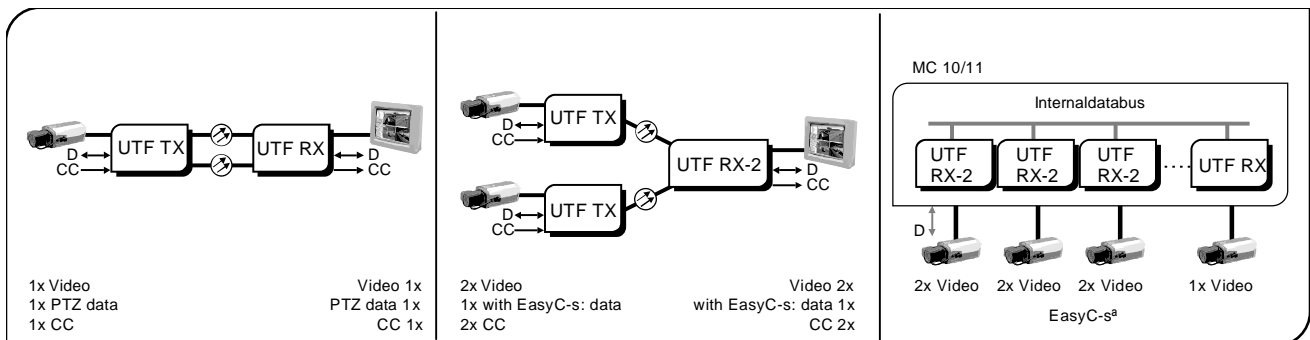 UTF TX
UTF RX
D
CC
D
CC
1x Video
1x PTZ data
1x CC
Video 1x
PTZ data 1x
CC 1x
UTF TX
D
CC
UTF RX-2
D
CC
UTF TX
D
CC
2x Video
1x with EasyC-s: data
2x CC
Video 2x
with EasyC-s: data 1x
CC 2x
MC 10/11
Internaldatabus
UTF
RX-2
UTF
RX-2
UTF
RX-2
UTF RX
D
2x Video 2x Video 2x Video 1x Video
EasyC-sª